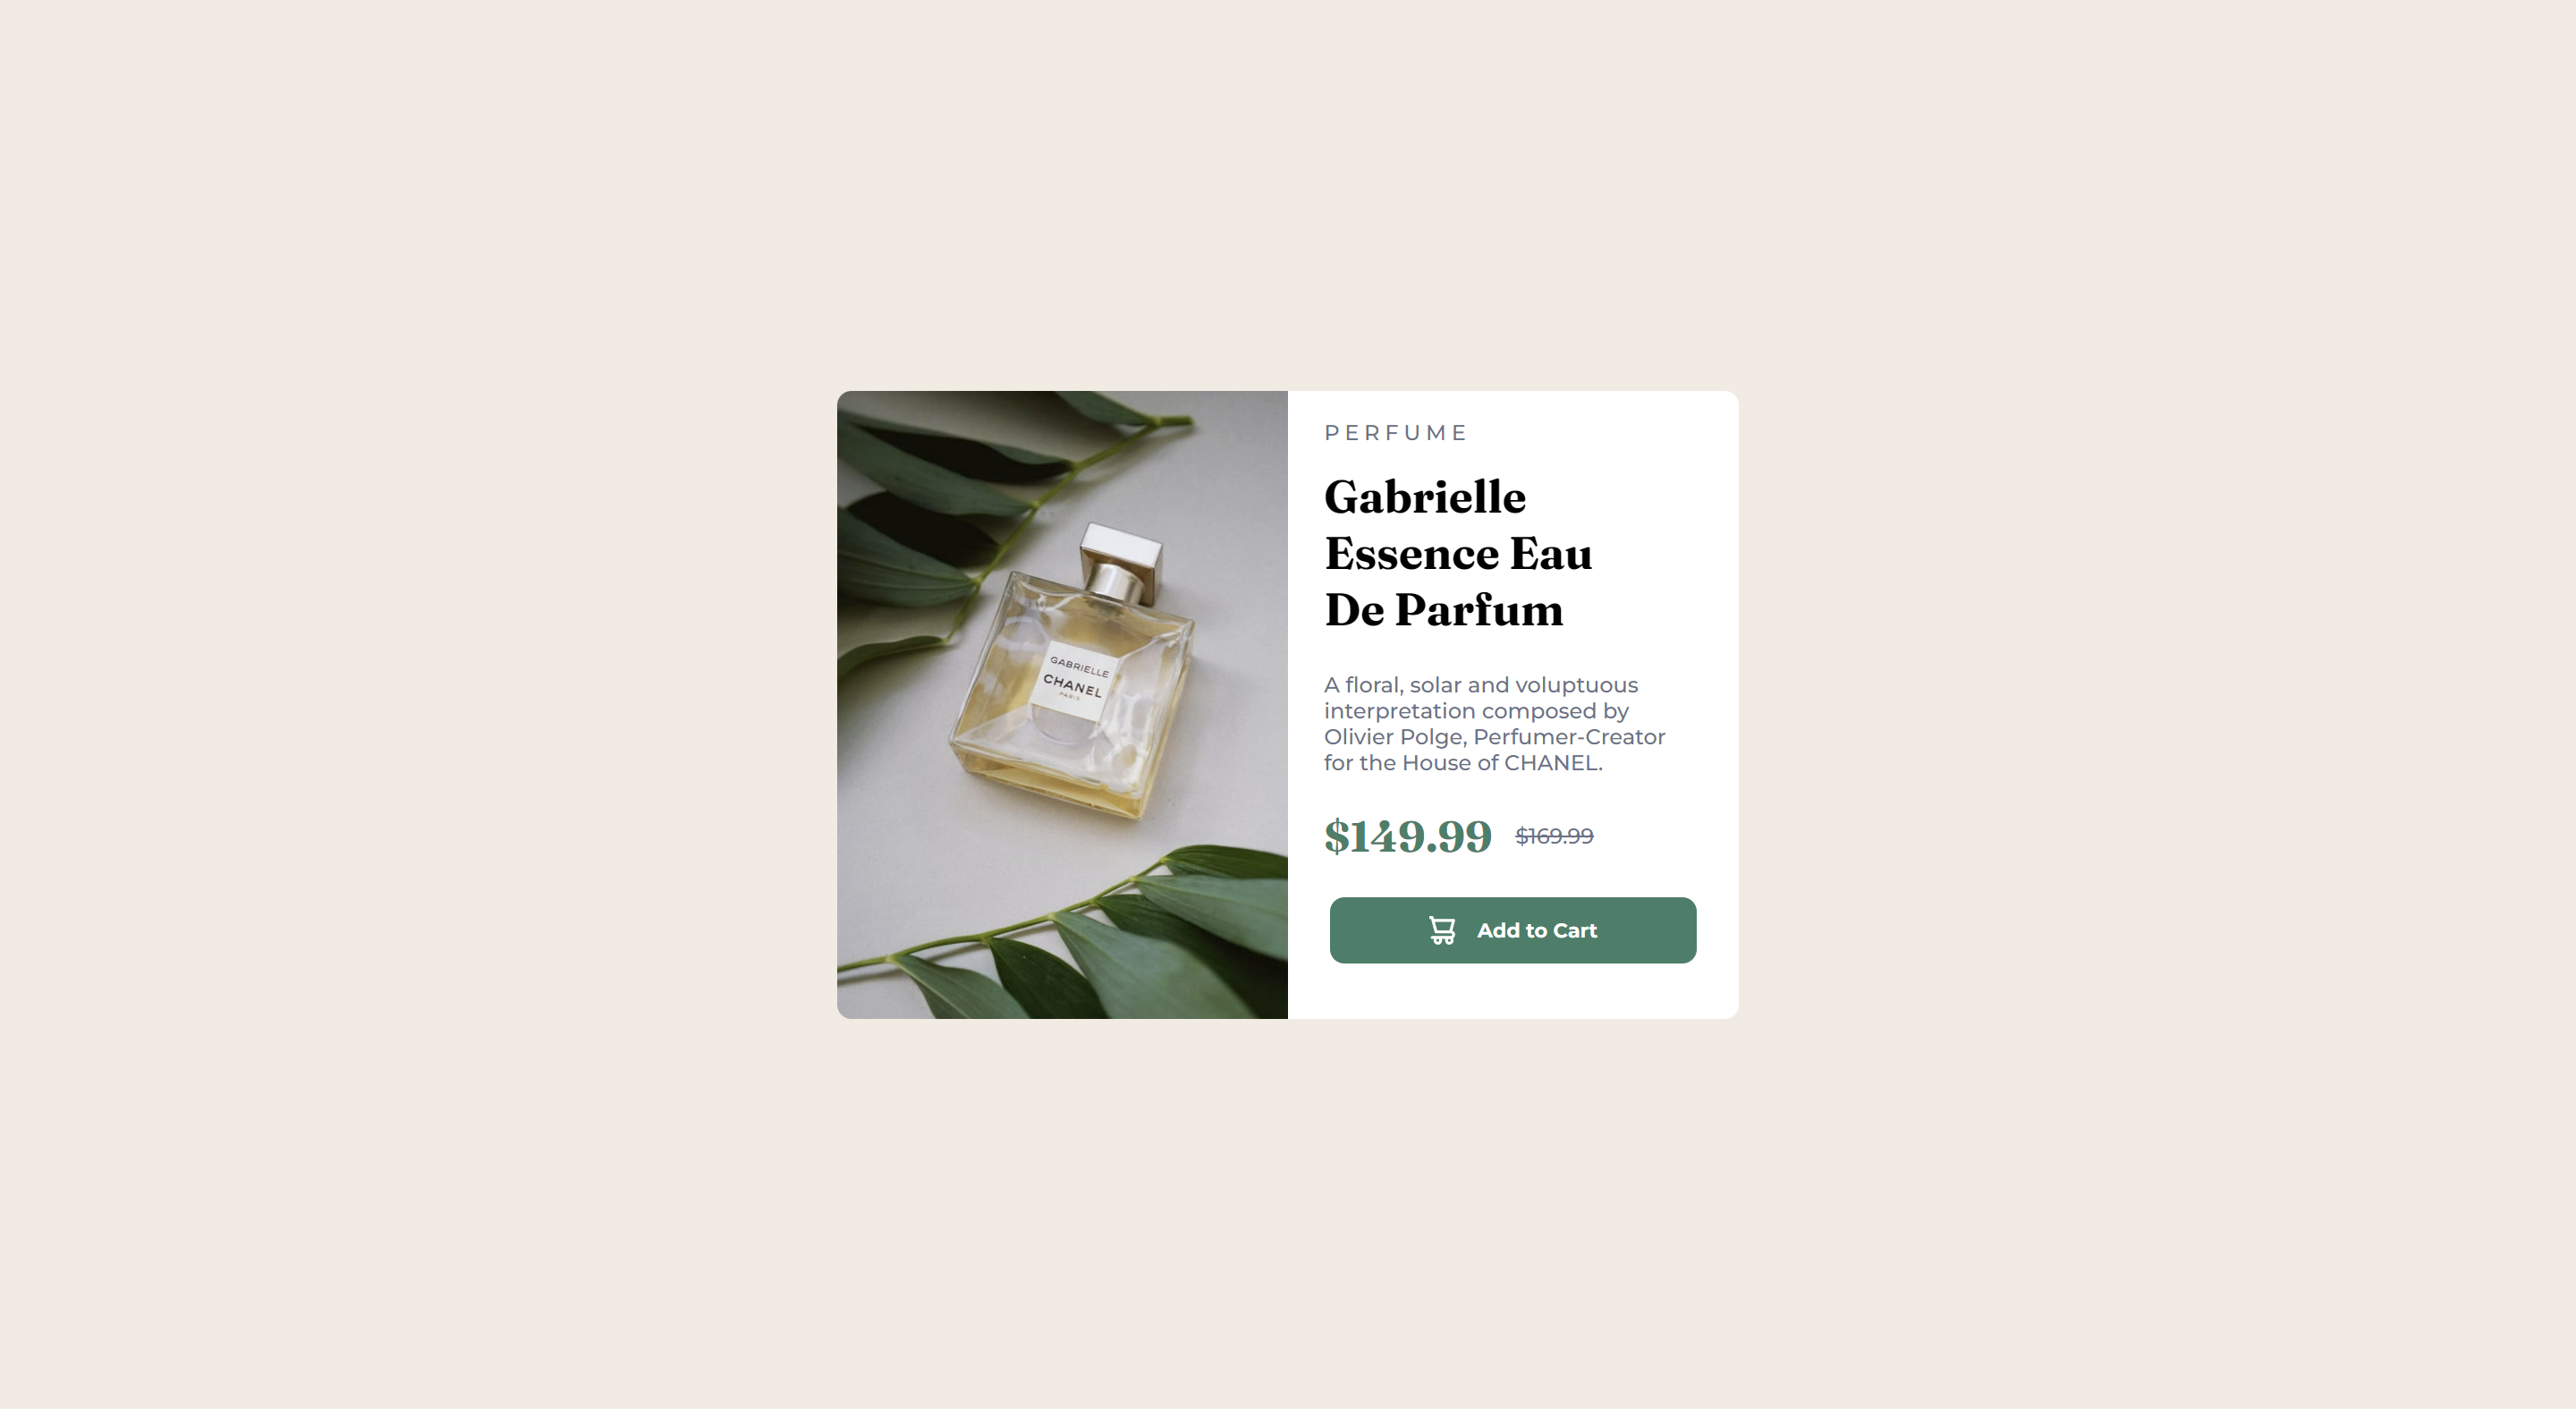 GABRIELLE
CHANEL
PARIS
PERFUME
Gabrielle
Essence Eau
De Parfum
A floral, solar and voluptuous
interpretation composed by
Olivier Polge, Perfumer-Creator
for the House of CHANEL.
$149.99 $169.99
Add to Cart